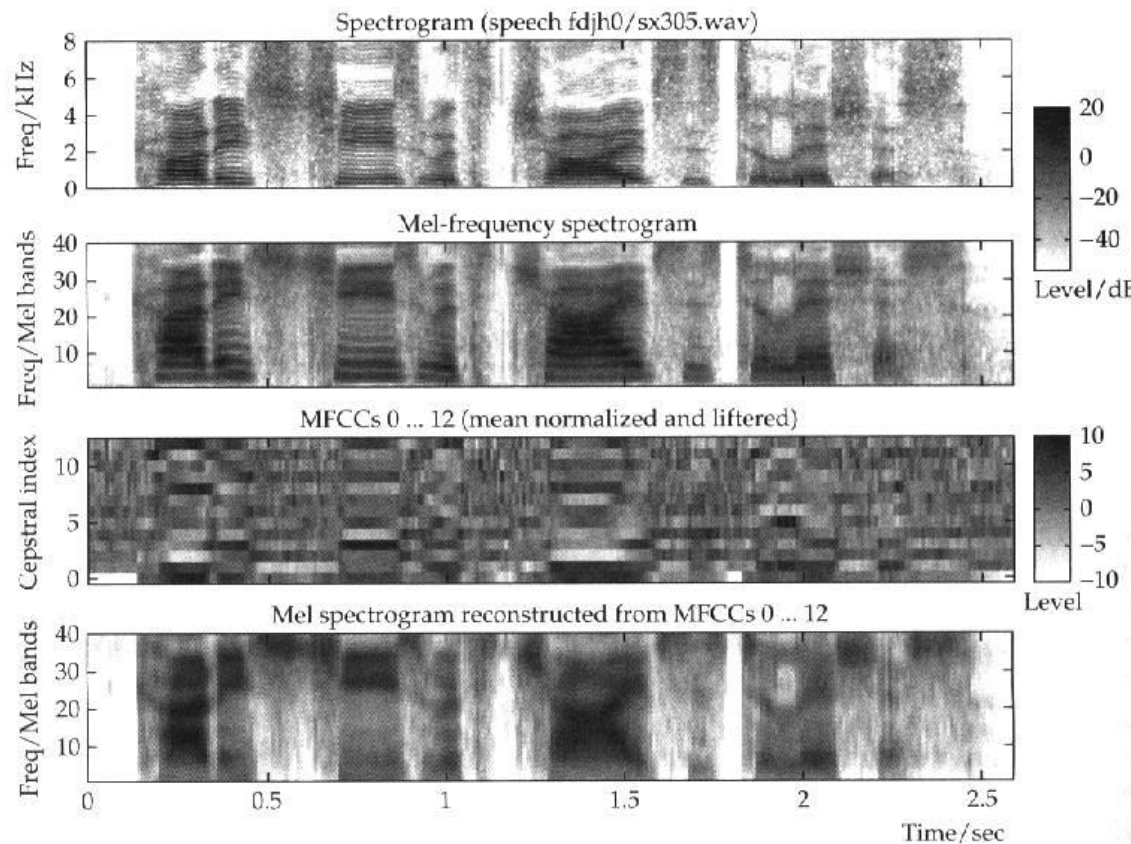 Spectrogram (speech fdjh0/sx305.wav)
8
6
4
2
0
Freq/kHz
20
0
−20
−40
Level/dB
Mel-frequency spectrogram
40
30
20
10
Freq/Mel bands
MFCCs 0 ... 12 (mean normalized and liftered)
10
5
0
Cepstral index
10
5
0
−5
−10
Level
Mel spectrogram reconstructed from MFCCs 0 ... 12
40
30
20
10
Freq/Mel bands
0 0.5 1 1.5 2 2.5
Time/sec